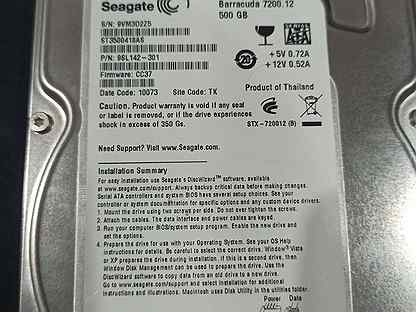 Seagate
Barracuda 7200.12
500 GB
S/N: 9VM3D2Z5
ST3500418AS
P/N: 9SL142-301
Firmware: CC37
Date Code: 10073 Site Code: TK
SATA
20
+5V 0.72A
+12V 0.52A
Product of Thailand
Caution. Product warranty is void if any seal
or label is removed, or if the drive experiences
shock in excess of 350 Gs.
STX-720012 (B)
Need Support? Visit www.Seagate.com.
Installation Summary
For easy installation use Seagate's DiscWizard™ software, available
at www.seagate.com/support. Always backup critical data before making changes.
Serial ATA controllers and system BIOS have several setup choices. See your
controller or system documentation for specific options and any custom device drivers.
1. Mount the drive using two screws per side. Do not over tighten the screws.
2. Attach the cables. The data interface and power cables are keyed.
3. Run your computer BIOS/system setup program. Enable the new drive and
set the options.
4. Prepare the drive for use with your Operating System. See your OS Help
instructions for details. Be careful to select the correct drive. Windows® Vista
or XP prepares the drive during installation. If this is a second drive, then
Window Disk Management can be used to prepare the drive. Use the
DiscWizard software to copy data from an old drive to a new drive.
Go to www.seagate.com/support and select installation for additional
instructions and illustrations. Macintosh uses Disk Utility in the utilities folder.
Power Data